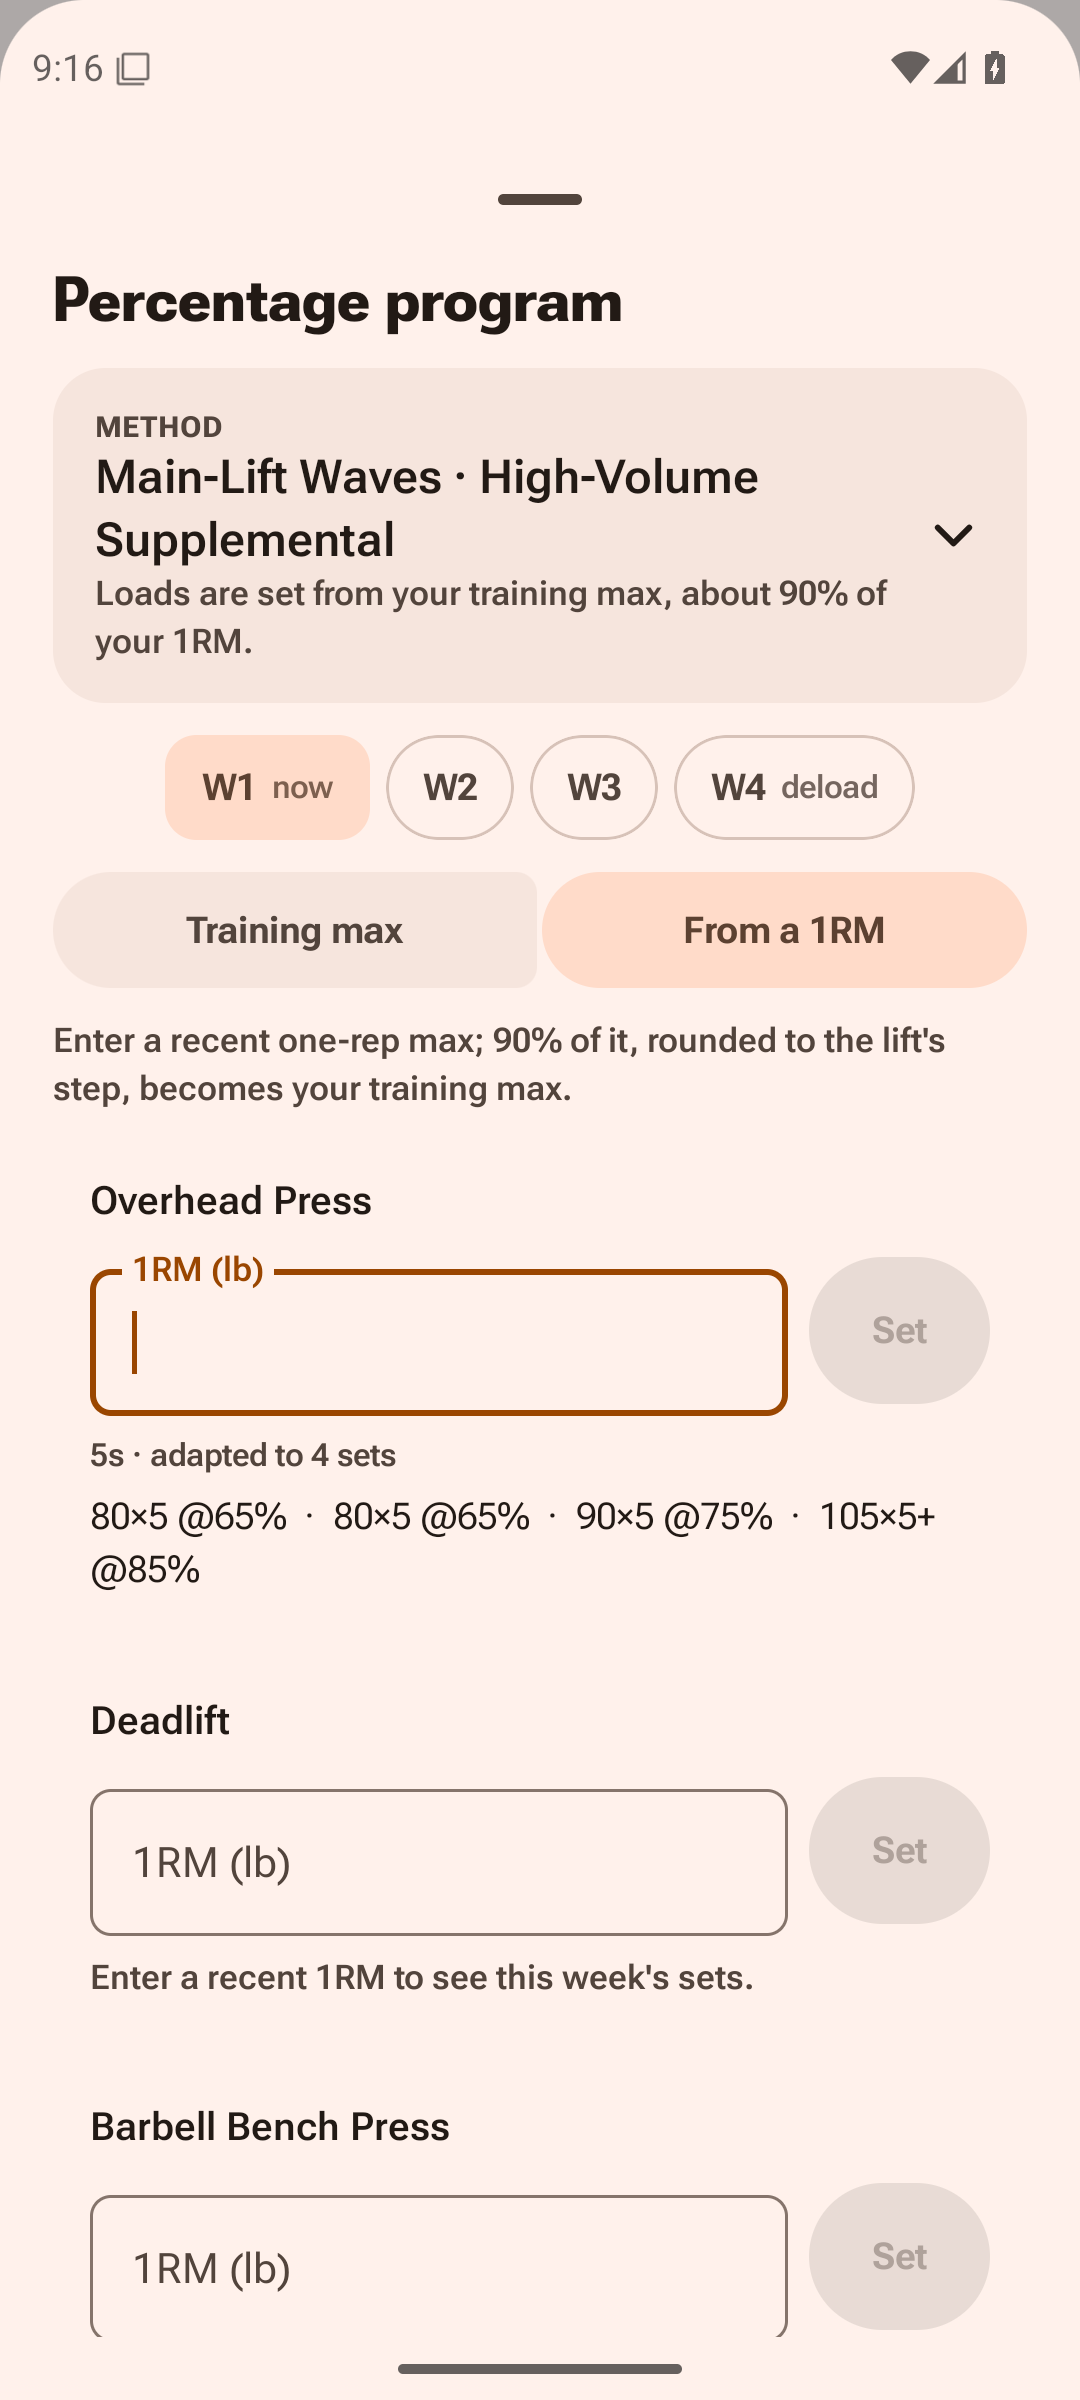 9:16
Percentage program
METHOD
Main-Lift Waves · High-Volume
Supplemental
Loads are set from your training max, about 90% of
your 1RM.
W1 now W2 W3 W4 deload
Training max From a 1RM
Enter a recent one-rep max; 90% of it, rounded to the lift's
step, becomes your training max.
Overhead Press
1RM (lb)
Set
5s · adapted to 4 sets
80×5 @65% · 80×5 @65% · 90×5 @75% · 105×5+
@85%
Deadlift
1RM (lb) Set
Enter a recent 1RM to see this week's sets.
Barbell Bench Press
1RM (lb) Set